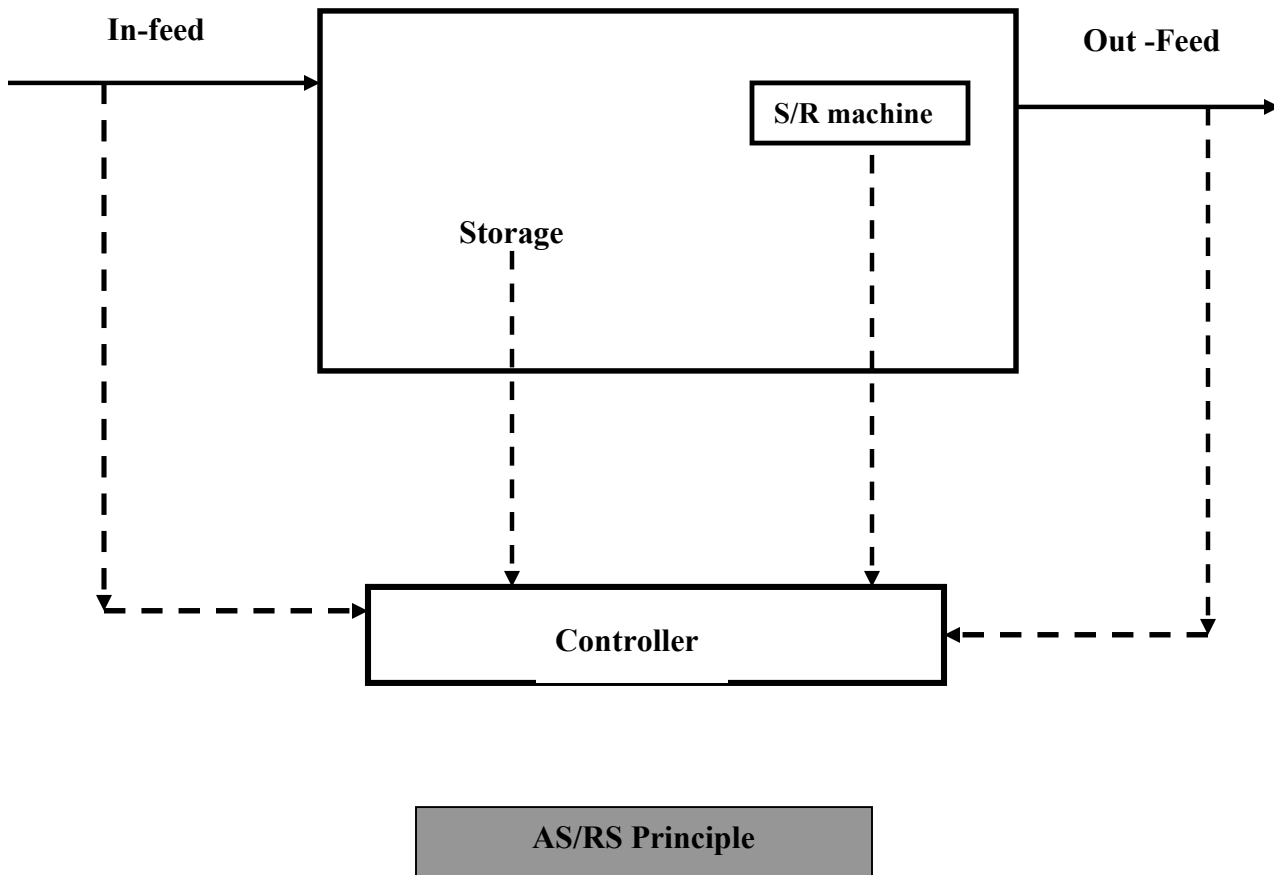 In-feed
Out -Feed
S/R machine
Storage
Controller
AS/RS Principle